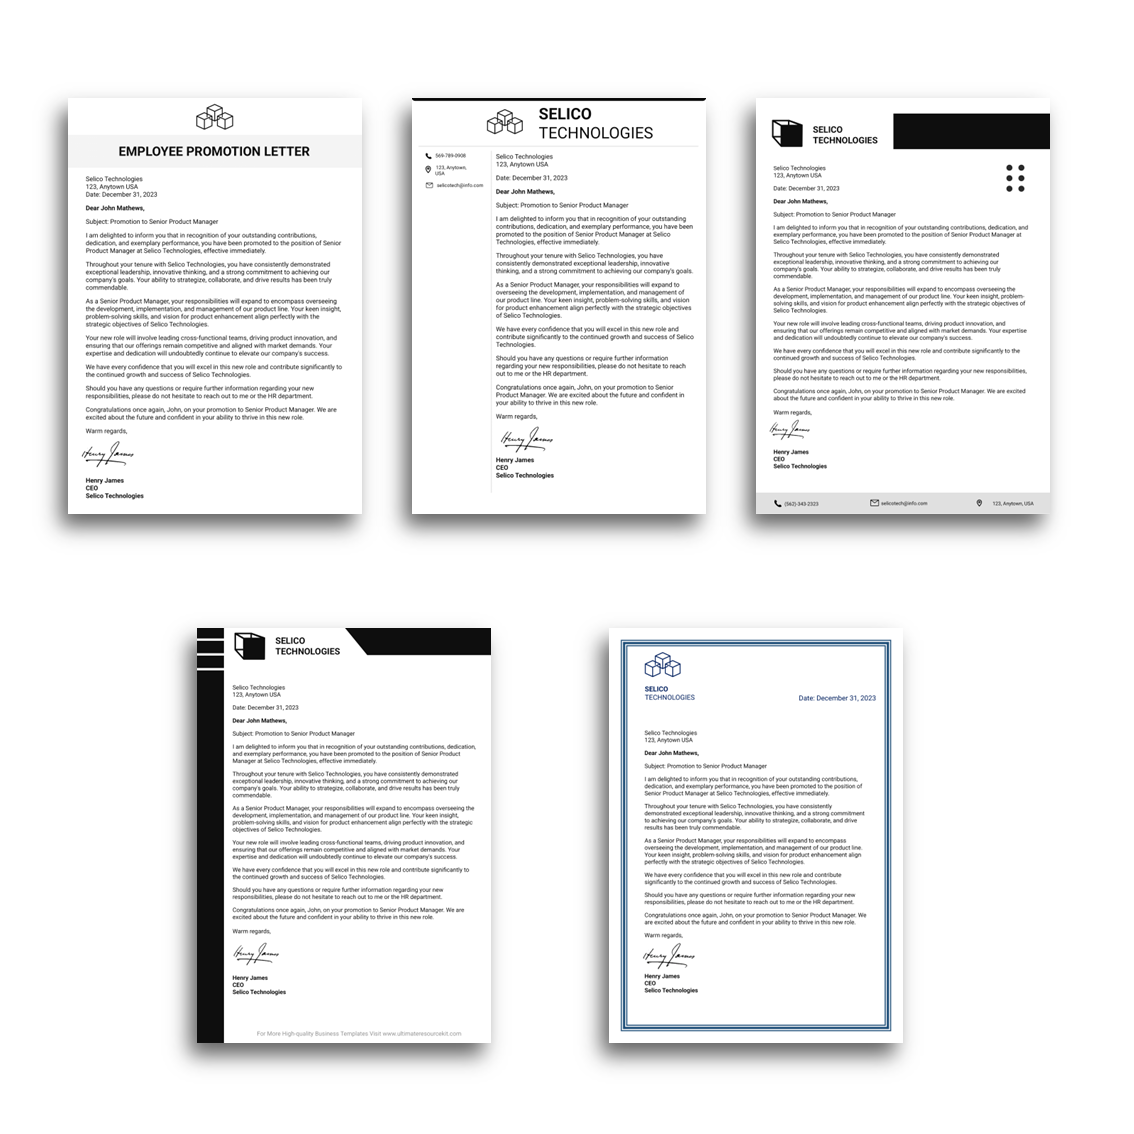 EMPLOYEE PROMOTION LETTER
Selico Technologies
123, Anytown USA
Date: December 31, 2023
Dear John Mathews,
Subject: Promotion to Senior Product Manager
I am delighted to inform you that in recognition of your outstanding contributions,
dedication, and exemplary performance, you have been promoted to the position of Senior
Product Manager at Selico Technologies, effective immediately.
Throughout your tenure with Selico Technologies, you have consistently demonstrated
exceptional leadership, innovative thinking, and a strong commitment to achieving our
company's goals. Your ability to strategize, collaborate, and drive results has been truly
commendable.
As a Senior Product Manager, your responsibilities will expand to encompass overseeing
the development, implementation, and management of our product line. Your keen insight,
problem-solving skills, and vision for product enhancement align perfectly with the
strategic objectives of Selico Technologies.
Your new role will involve leading cross-functional teams, driving product innovation, and
ensuring that our offerings remain competitive and aligned with market demands. Your
expertise and dedication will undoubtedly continue to elevate our company's success.
We have every confidence that you will excel in this new role and contribute significantly to
the continued growth and success of Selico Technologies.
Should you have any questions or require further information regarding your new
responsibilities, please do not hesitate to reach out to me or the HR department.
Congratulations once again, John, on your promotion to Senior Product Manager. We are
excited about the future and confident in your ability to thrive in this new role.
Warm regards,
Henry James
Henry James
CEO
Selico Technologies
SELICO
TECHNOLOGIES
569-789-0908
123, Anytown,
USA
selicotech@info.com
Selico Technologies
123, Anytown USA
Date: December 31, 2023
Dear John Mathews,
Subject: Promotion to Senior Product Manager
I am delighted to inform you that in recognition of your outstanding
contributions, dedication, and exemplary performance, you have been
promoted to the position of Senior Product Manager at Selico
Technologies, effective immediately.
Throughout your tenure with Selico Technologies, you have
consistently demonstrated exceptional leadership, innovative
thinking, and a strong commitment to achieving our company's goals.
As a Senior Product Manager, your responsibilities will expand to
encompass overseeing the development, implementation, and management of
our product line. Your keen insight, problem-solving skills, and vision
for product enhancement align perfectly with the strategic objectives
of Selico Technologies.
We have every confidence that you will excel in this new role and
contribute significantly to the continued growth and success of Selico
Technologies.
Should you have any questions or require further information
regarding your new responsibilities, please do not hesitate to reach
out to me or the HR department.
Congratulations once again, John, on your promotion to Senior
Product Manager. We are excited about the future and confident in
your ability to thrive in this new role.
Warm regards,
Henry James
Henry James
CEO
Selico Technologies
SELICO
TECHNOLOGIES
Selico Technologies
123, Anytown USA
Date: December 31, 2023
Dear John Mathews,
Subject: Promotion to Senior Product Manager
I am delighted to inform you that in recognition of your outstanding contributions, dedication, and
exemplary performance, you have been promoted to the position of Senior Product Manager at
Selico Technologies, effective immediately.
Throughout your tenure with Selico Technologies, you have consistently demonstrated
exceptional leadership, innovative thinking, and a strong commitment to achieving our
company's goals. Your ability to strategize, collaborate, and drive results has been truly
commendable.
As a Senior Product Manager, your responsibilities will expand to encompass overseeing the
development, implementation, and management of our product line. Your keen insight, problem-
solving skills, and vision for product enhancement align perfectly with the strategic objectives of
Selico Technologies.
Your new role will involve leading cross-functional teams, driving product innovation, and
ensuring that our offerings remain competitive and aligned with market demands. Your expertise
and dedication will undoubtedly continue to elevate our company's success.
We have every confidence that you will excel in this new role and contribute significantly to the
continued growth and success of Selico Technologies.
Should you have any questions or require further information regarding your new responsibilities,
please do not hesitate to reach out to me or the HR department.
Congratulations once again, John, on your promotion to Senior Product Manager. We are excited
about the future and confident in your ability to thrive in this new role.
Warm regards,
Henry James
Henry James
CEO
Selico Technologies
(562)-343-2323
selicotech@info.com
123, Anytown, USA
SELICO
TECHNOLOGIES
Selico Technologies
123, Anytown USA
Date: December 31, 2023
Dear John Mathews,
Subject: Promotion to Senior Product Manager
I am delighted to inform you that in recognition of your outstanding contributions, dedication,
and exemplary performance, you have been promoted to the position of Senior Product
Manager at Selico Technologies, effective immediately.
Throughout your tenure with Selico Technologies, you have consistently demonstrated
exceptional leadership, innovative thinking, and a strong commitment to achieving our
company's goals. Your ability to strategize, collaborate, and drive results has been truly
commendable.
As a Senior Product Manager, your responsibilities will expand to encompass overseeing the
development, implementation, and management of our product line. Your keen insight,
problem-solving skills, and vision for product enhancement align perfectly with the strategic
objectives of Selico Technologies.
Your new role will involve leading cross-functional teams, driving product innovation, and
ensuring that our offerings remain competitive and aligned with market demands. Your
expertise and dedication will undoubtedly continue to elevate our company's success.
We have every confidence that you will excel in this new role and contribute significantly to
the continued growth and success of Selico Technologies.
Should you have any questions or require further information regarding your new
responsibilities, please do not hesitate to reach out to me or the HR department.
Congratulations once again, John, on your promotion to Senior Product Manager. We are
excited about the future and confident in your ability to thrive in this new role.
Warm regards,
Henry James
Henry James
CEO
Selico Technologies
For More High-quality Business Templates Visit www.ultimateresourcekit.com
SELICO
TECHNOLOGIES
Date: December 31, 2023
Selico Technologies
123, Anytown USA
Dear John Mathews,
Subject: Promotion to Senior Product Manager
I am delighted to inform you that in recognition of your outstanding contributions,
dedication, and exemplary performance, you have been promoted to the position of
Senior Product Manager at Selico Technologies, effective immediately.
Throughout your tenure with Selico Technologies, you have consistently
demonstrated exceptional leadership, innovative thinking, and a strong commitment
to achieving our company's goals. Your ability to strategize, collaborate, and drive
results has been truly commendable.
As a Senior Product Manager, your responsibilities will expand to encompass
overseeing the development, implementation, and management of our product line.
Your keen insight, problem-solving skills, and vision for product enhancement align
perfectly with the strategic objectives of Selico Technologies.
We have every confidence that you will excel in this new role and contribute
significantly to the continued growth and success of Selico Technologies.
Should you have any questions or require further information regarding your new
responsibilities, please do not hesitate to reach out to me or the HR department.
Congratulations once again, John, on your promotion to Senior Product Manager. We
are excited about the future and confident in your ability to thrive in this new role.
Warm regards,
Henry James
Henry James
CEO
Selico Technologies